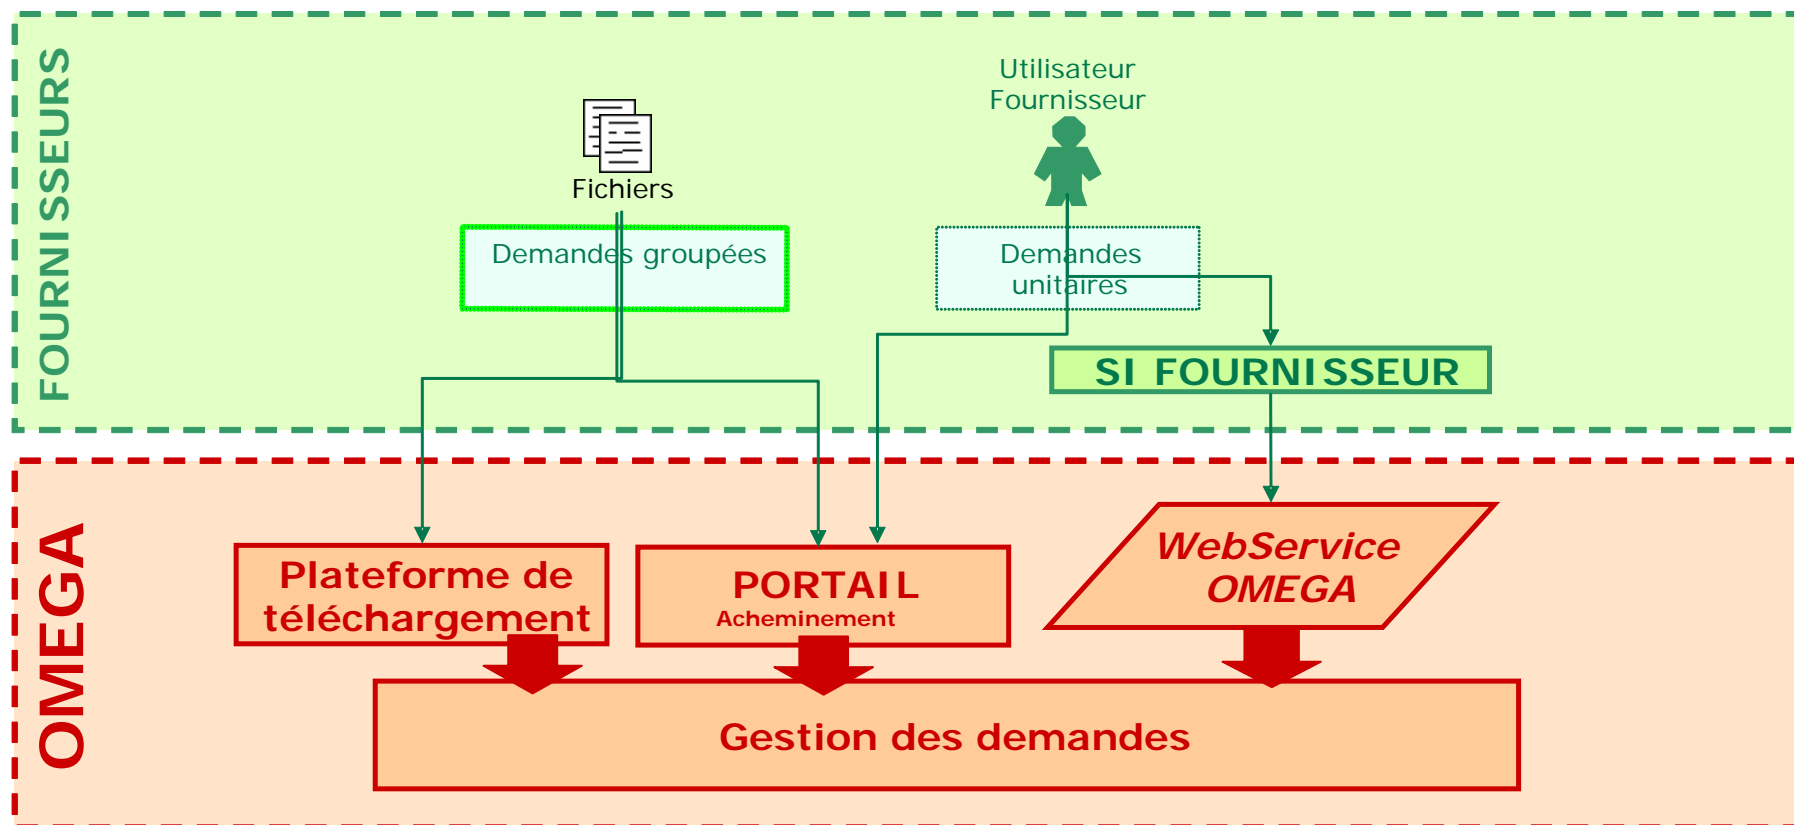 FOURNISSEURS
Utilisateur
Fournisseur
Fichiers
Demandes groupées
Demandes
unitaires
SI FOURNISSEUR
OMEGA
Plateforme de
téléchargement
PORTAIL
Acheminement
WebService
OMEGA
Gestion des demandes